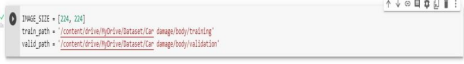 IMAGE_SIZE = [224, 224]
train_path = '/content/drive/MyDrive/Dataset/Car damage/body/training'
valid_path = '/content/drive/MyDrive/Dataset/Car damage/body/validation'